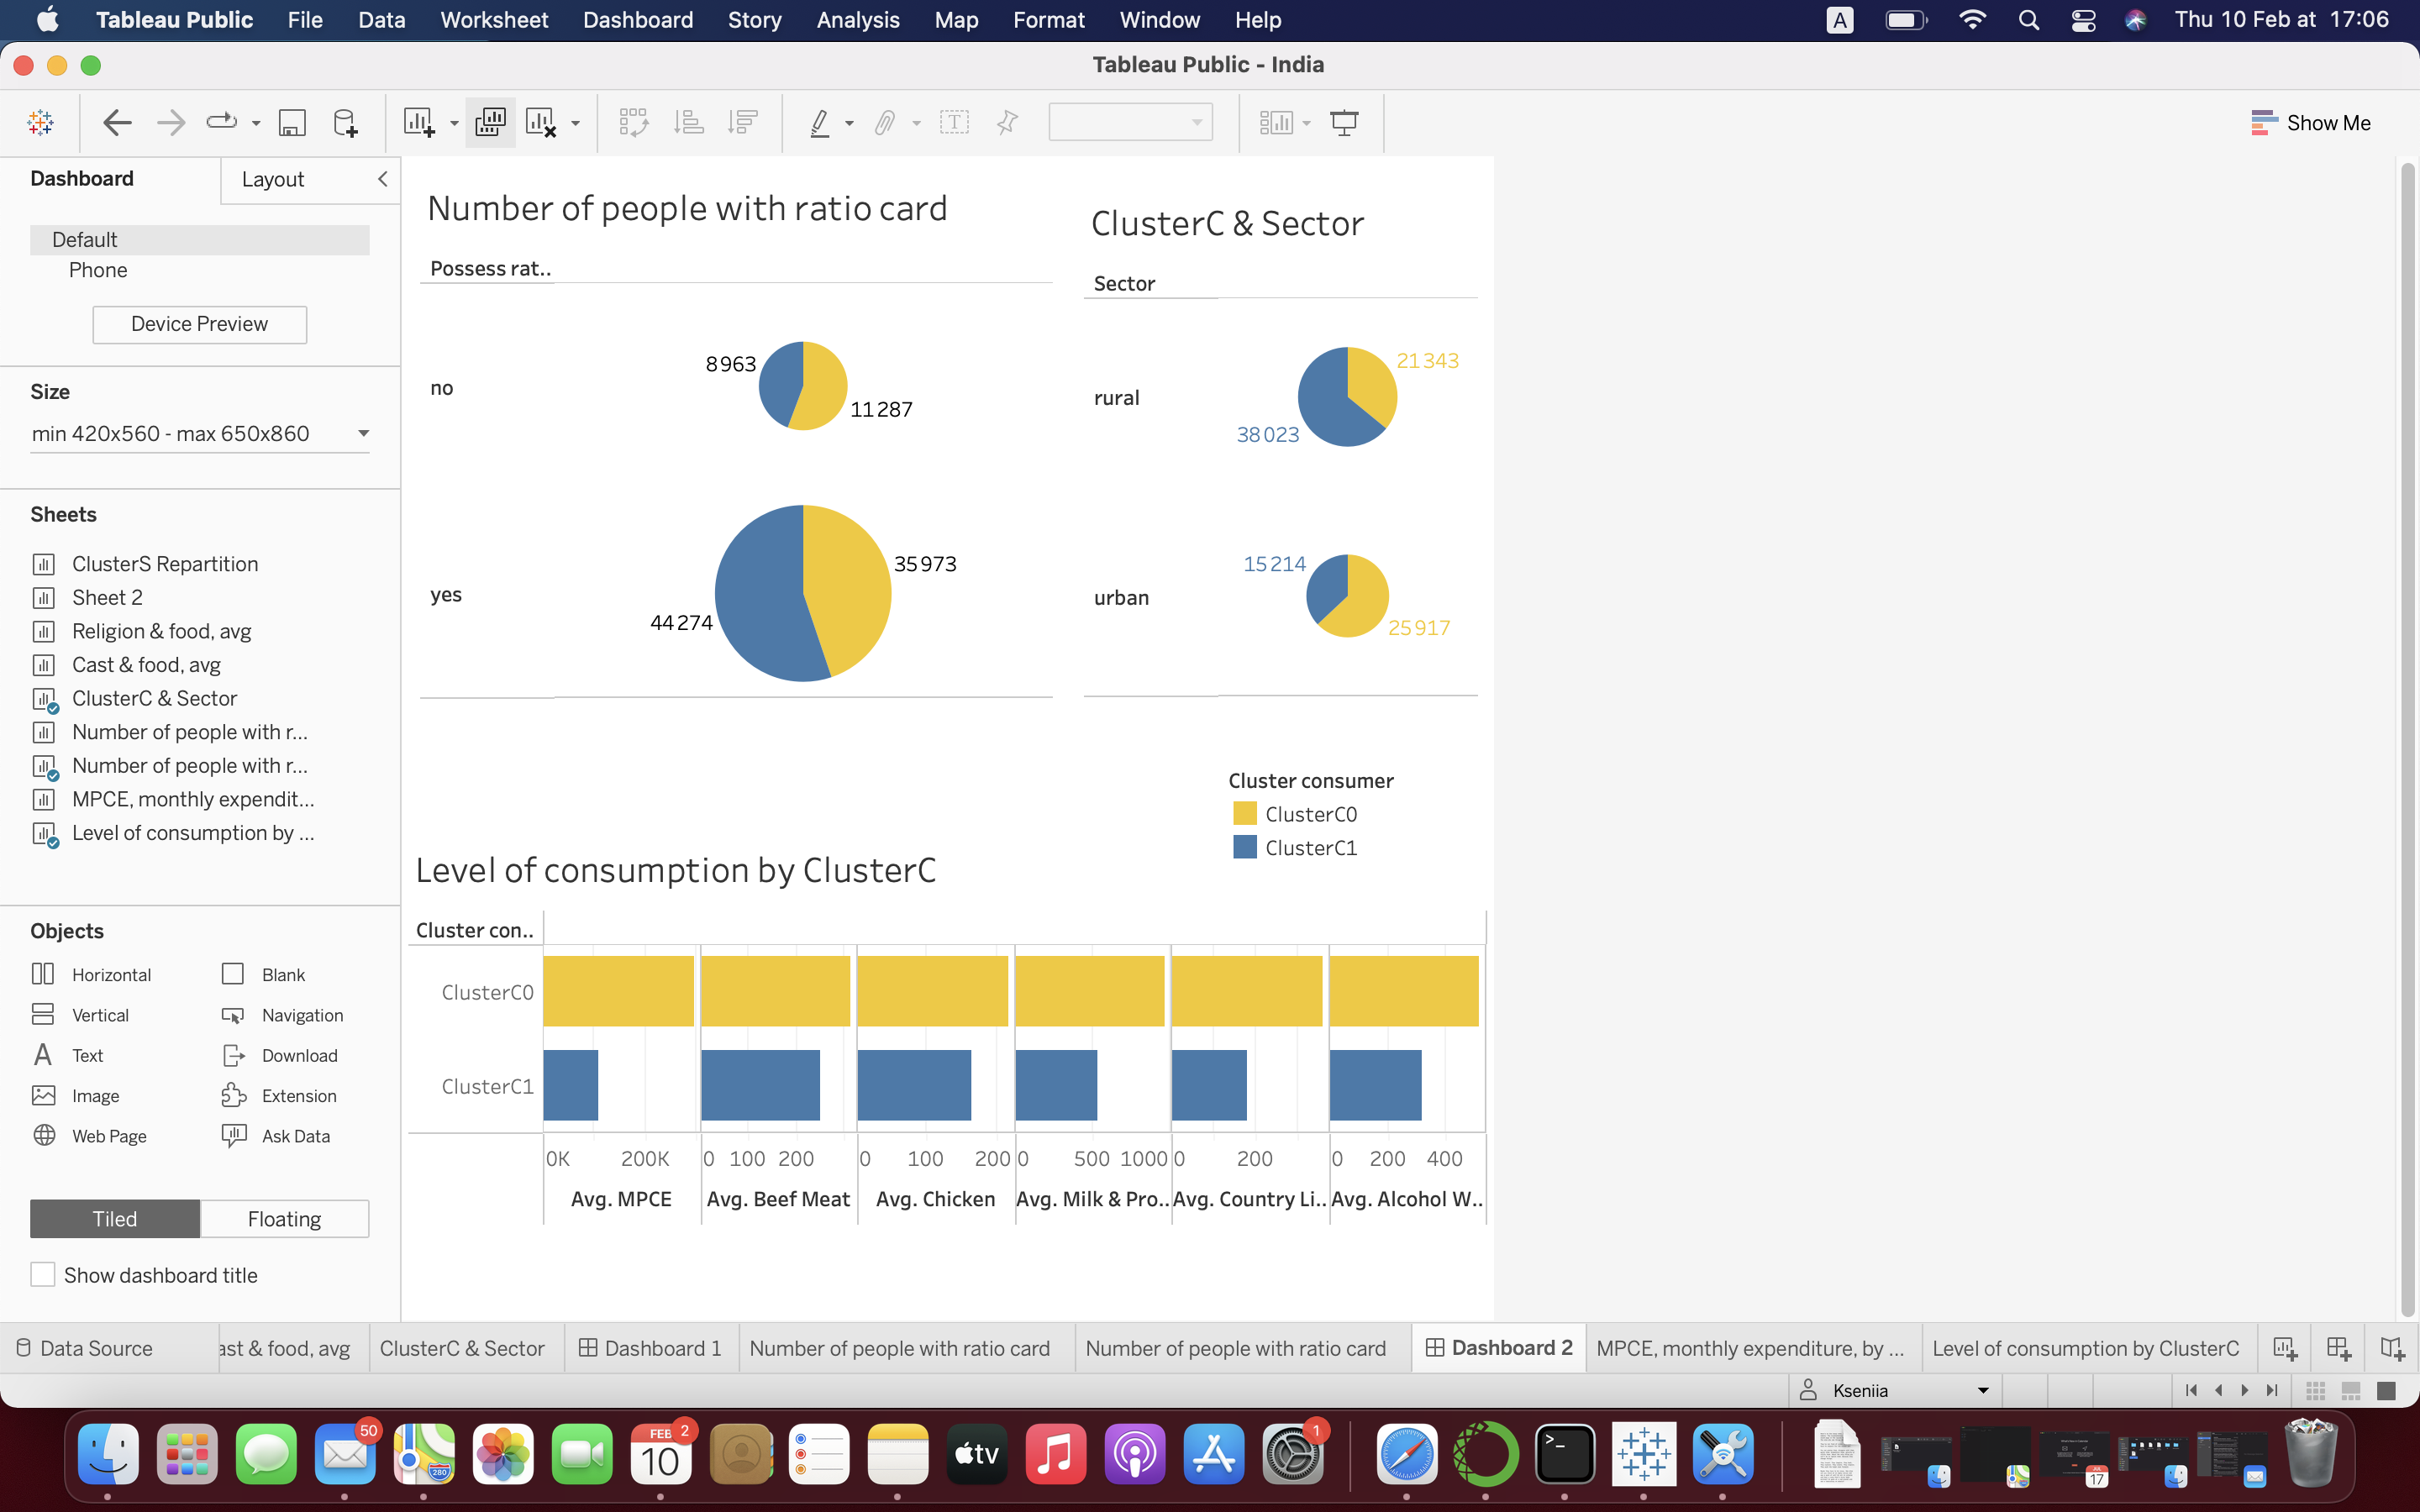 Tableau Public File Data Worksheet Dashboard Story Analysis Map Format Window Help A Thu 10 Feb at 17:06
Tableau Public - India
Show Me
Dashboard Layout
Default
Phone
Device Preview
Size
min 420x560 - max 650x860
Sheets
ClusterS Repartition
Sheet 2
Religion & food, avg
Cast & food, avg
ClusterC & Sector
Number of people with r...
Number of people with r...
MPCE, monthly expendit...
Level of consumption by ...
Objects
Horizontal Blank
Vertical Navigation
Text Download
Image Extension
Web Page Ask Data
Tiled Floating
Show dashboard title
Number of people with ratio card
Possess rat..
no
8 963
11 287
yes
35 973
44 274
ClusterC & Sector
Sector
rural
21 343
38 023
urban
15 214
25 917
Cluster consumer
ClusterC0
ClusterC1
Level of consumption by ClusterC
Cluster con..
ClusterC0
ClusterC1
0K 200K 0 100 200 0 100 200 0 500 1000 0 200 0 200 400
Avg. MPCE Avg. Beef Meat Avg. Chicken Avg. Milk & Pro.. Avg. Country Li.. Avg. Alcohol W..
Data Source ast & food, avg ClusterC & Sector Dashboard 1 Number of people with ratio card Number of people with ratio card Dashboard 2 MPCE, monthly expenditure, by ... Level of consumption by ClusterC
Kseniia
50
280
FEB 2
10
tv
1
>_
17